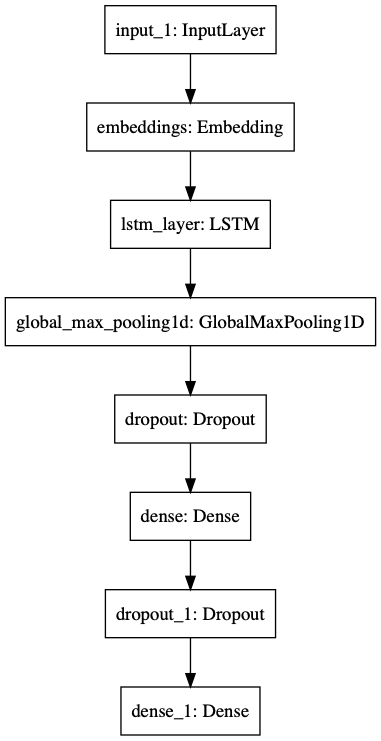 input_1: InputLayer
embeddings: Embedding
lstm_layer: LSTM
global_max_pooling1d: GlobalMaxPooling1D
dropout: Dropout
dense: Dense
dropout_1: Dropout
dense_1: Dense